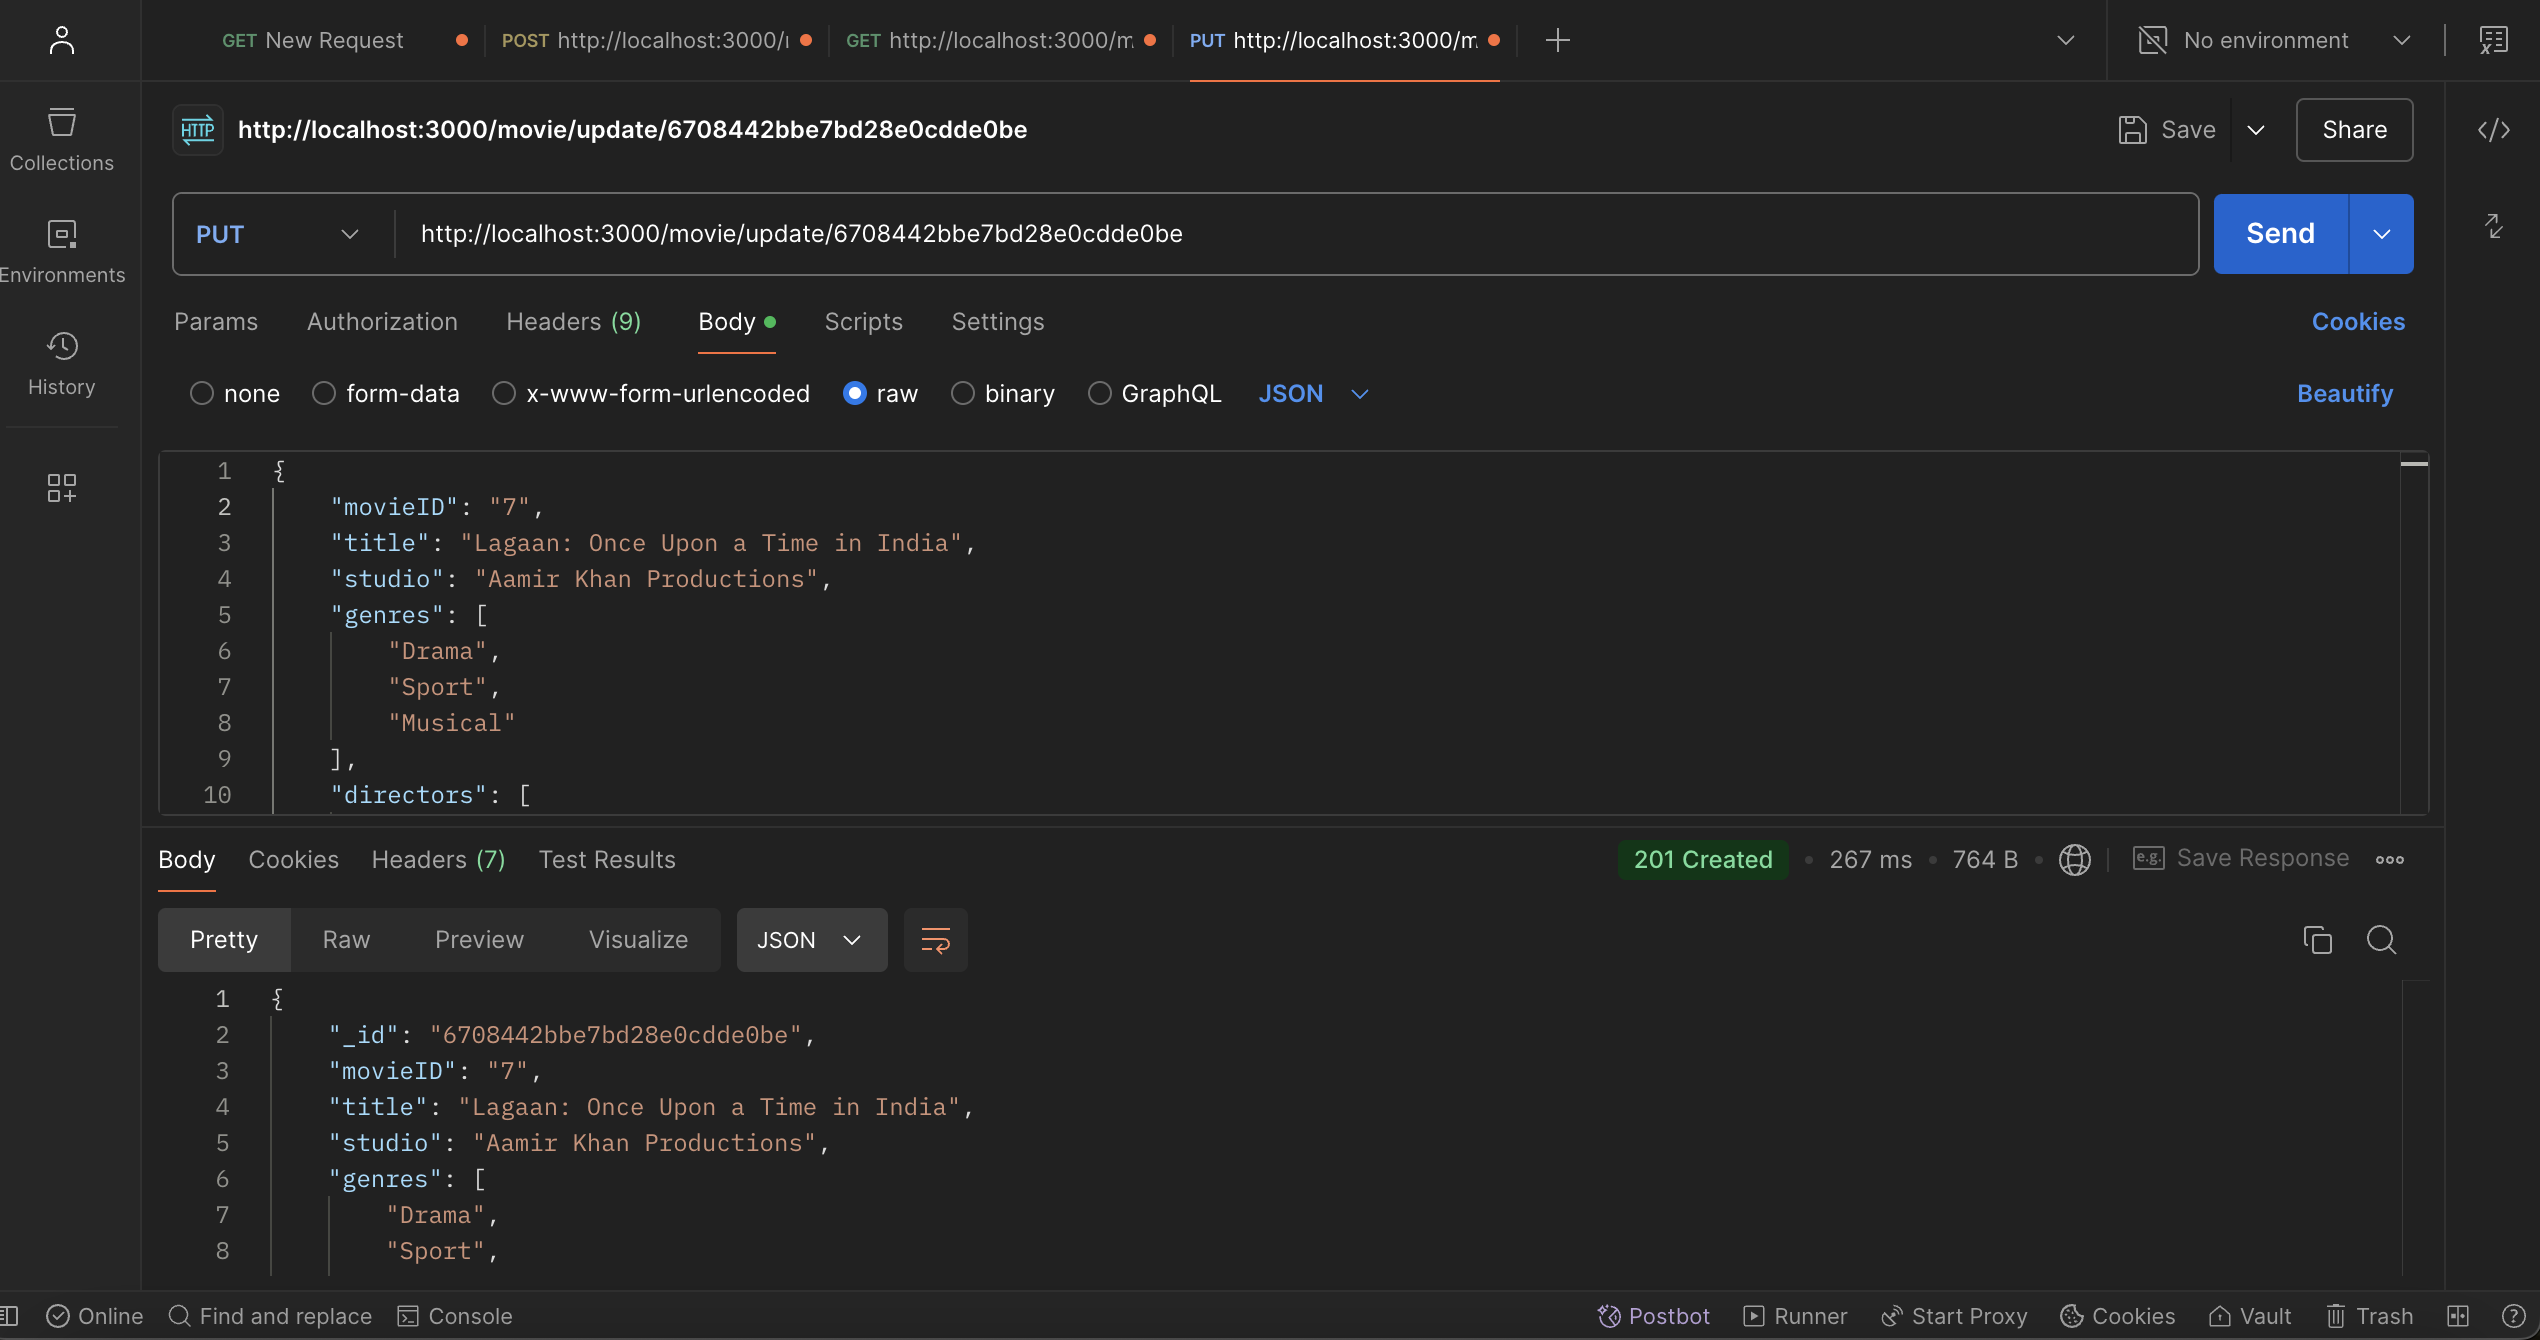 GET New Request
POST http://localhost:3000/
GET http://localhost:3000/m
PUT http://localhost:3000/m
No environment
HTTP http://localhost:3000/movie/update/6708442bbe7bd28e0cdde0be
Save
Share
Collections
Environments
History
PUT http://localhost:3000/movie/update/6708442bbe7bd28e0cdde0be
Send
Params Authorization Headers (9) Body Scripts Settings Cookies
none form-data x-www-form-urlencoded raw binary GraphQL JSON Beautify
1 {
2 "movieID": "7",
3 "title": "Lagaan: Once Upon a Time in India",
4 "studio": "Aamir Khan Productions",
5 "genres": [
6 "Drama",
7 "Sport",
8 "Musical"
9 ],
10 "directors": [
Body Cookies Headers (7) Test Results 201 Created 267 ms 764 B e.g. Save Response
Pretty Raw Preview Visualize JSON
1 {
2 "_id": "6708442bbe7bd28e0cdde0be",
3 "movieID": "7",
4 "title": "Lagaan: Once Upon a Time in India",
5 "studio": "Aamir Khan Productions",
6 "genres": [
7 "Drama",
8 "Sport",
Online Find and replace Console Postbot Runner Start Proxy Cookies Vault Trash